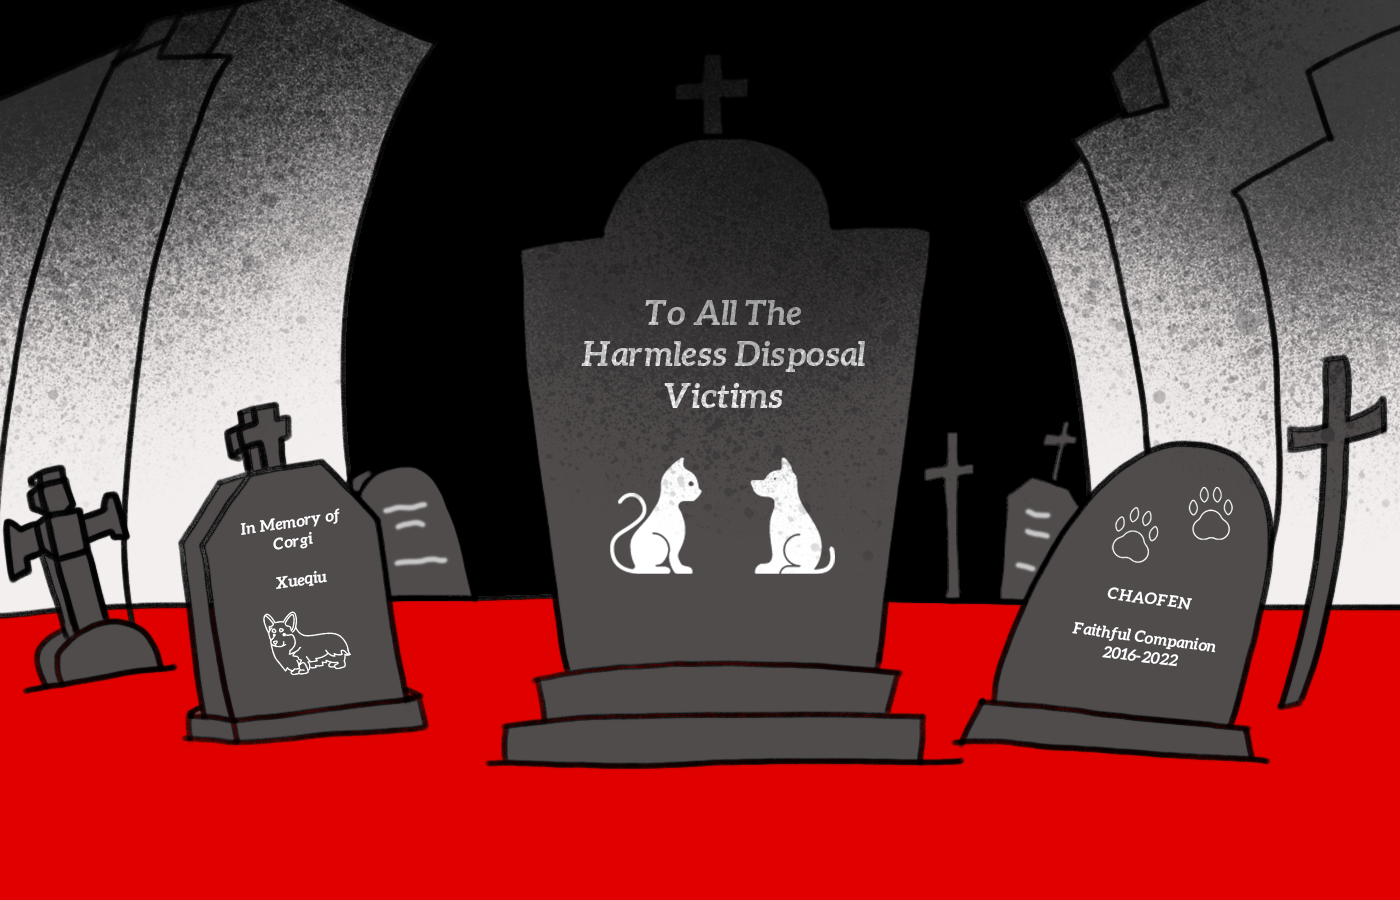 To All The
Harmless Disposal
Victims
In Memory of
Corgi
Xueqiu
CHAOFEN
Faithful Companion
2016-2022